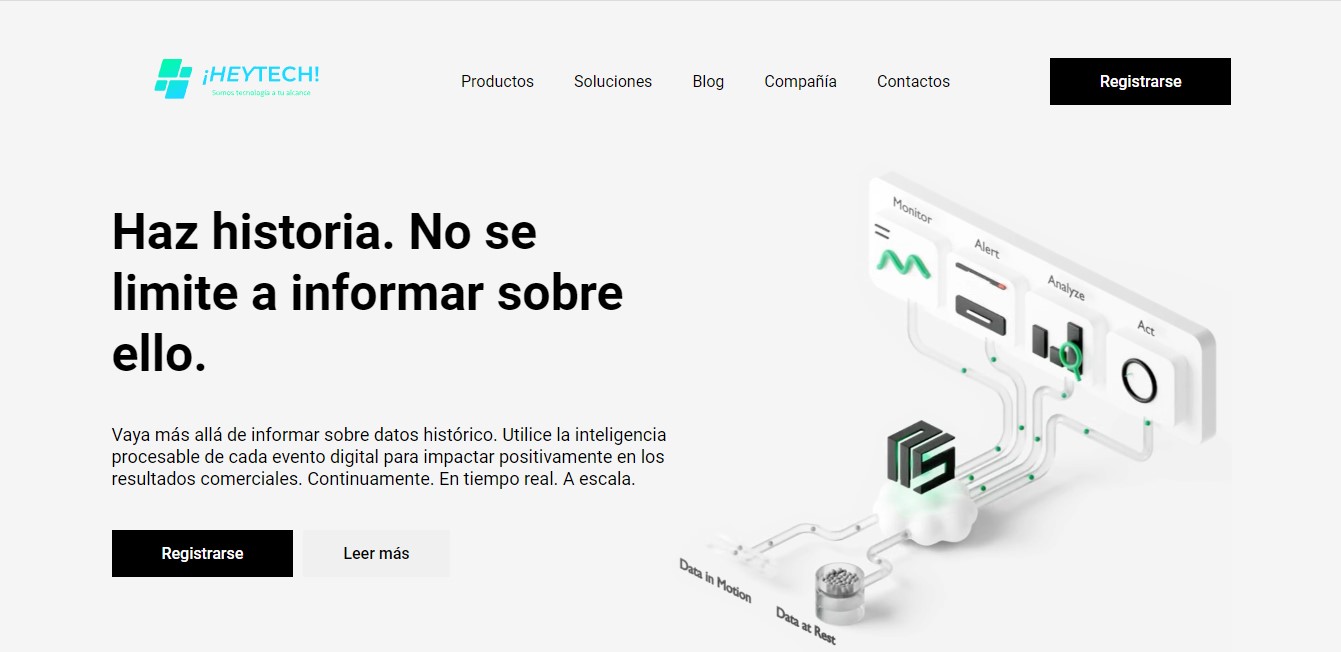 ¡HEYTECH!
Somos tecnología a tu alcance
Productos
Soluciones
Blog
Compañía
Contactos
Registrarse
Haz historia. No se
limite a informar sobre
ello.
Vaya más allá de informar sobre datos histórico. Utilice la inteligencia
procesable de cada evento digital para impactar positivamente en los
resultados comerciales. Continuamente. En tiempo real. A escala.
Registrarse
Leer más
Monitor
Alert
Analyze
Act
Data in Motion
Data at Rest